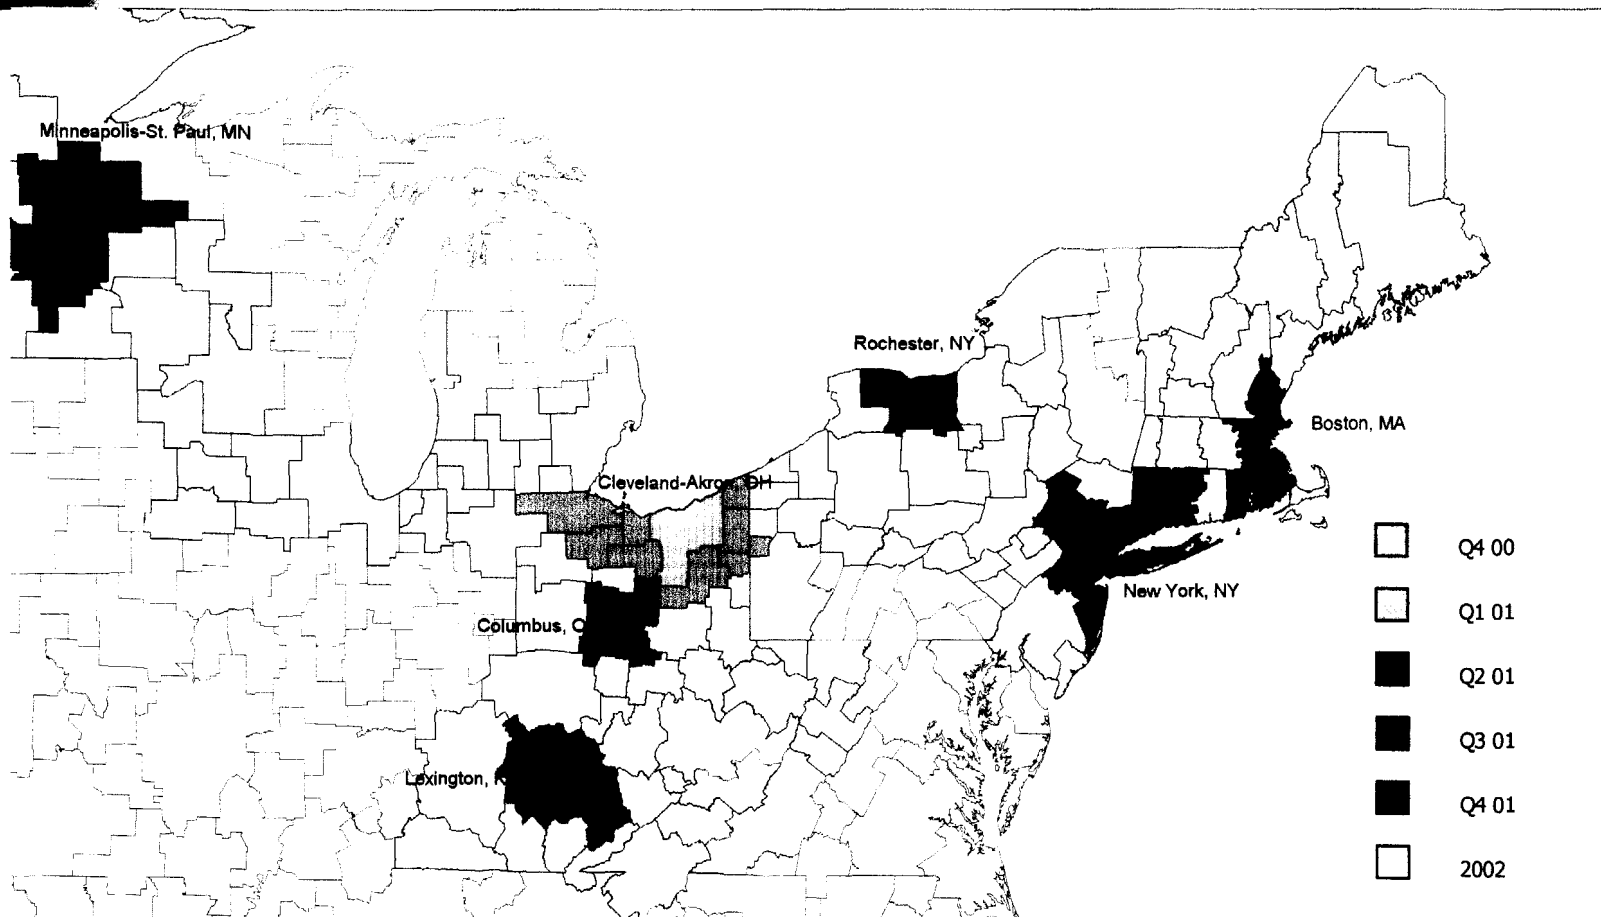 Minneapolis-St. Paul, MN
Rochester, NY
Boston, MA
Cleveland-Akron, OH
New York, NY
Columbus, O
Lexington, K
Q4 00
Q1 01
Q2 01
Q3 01
Q4 01
2002